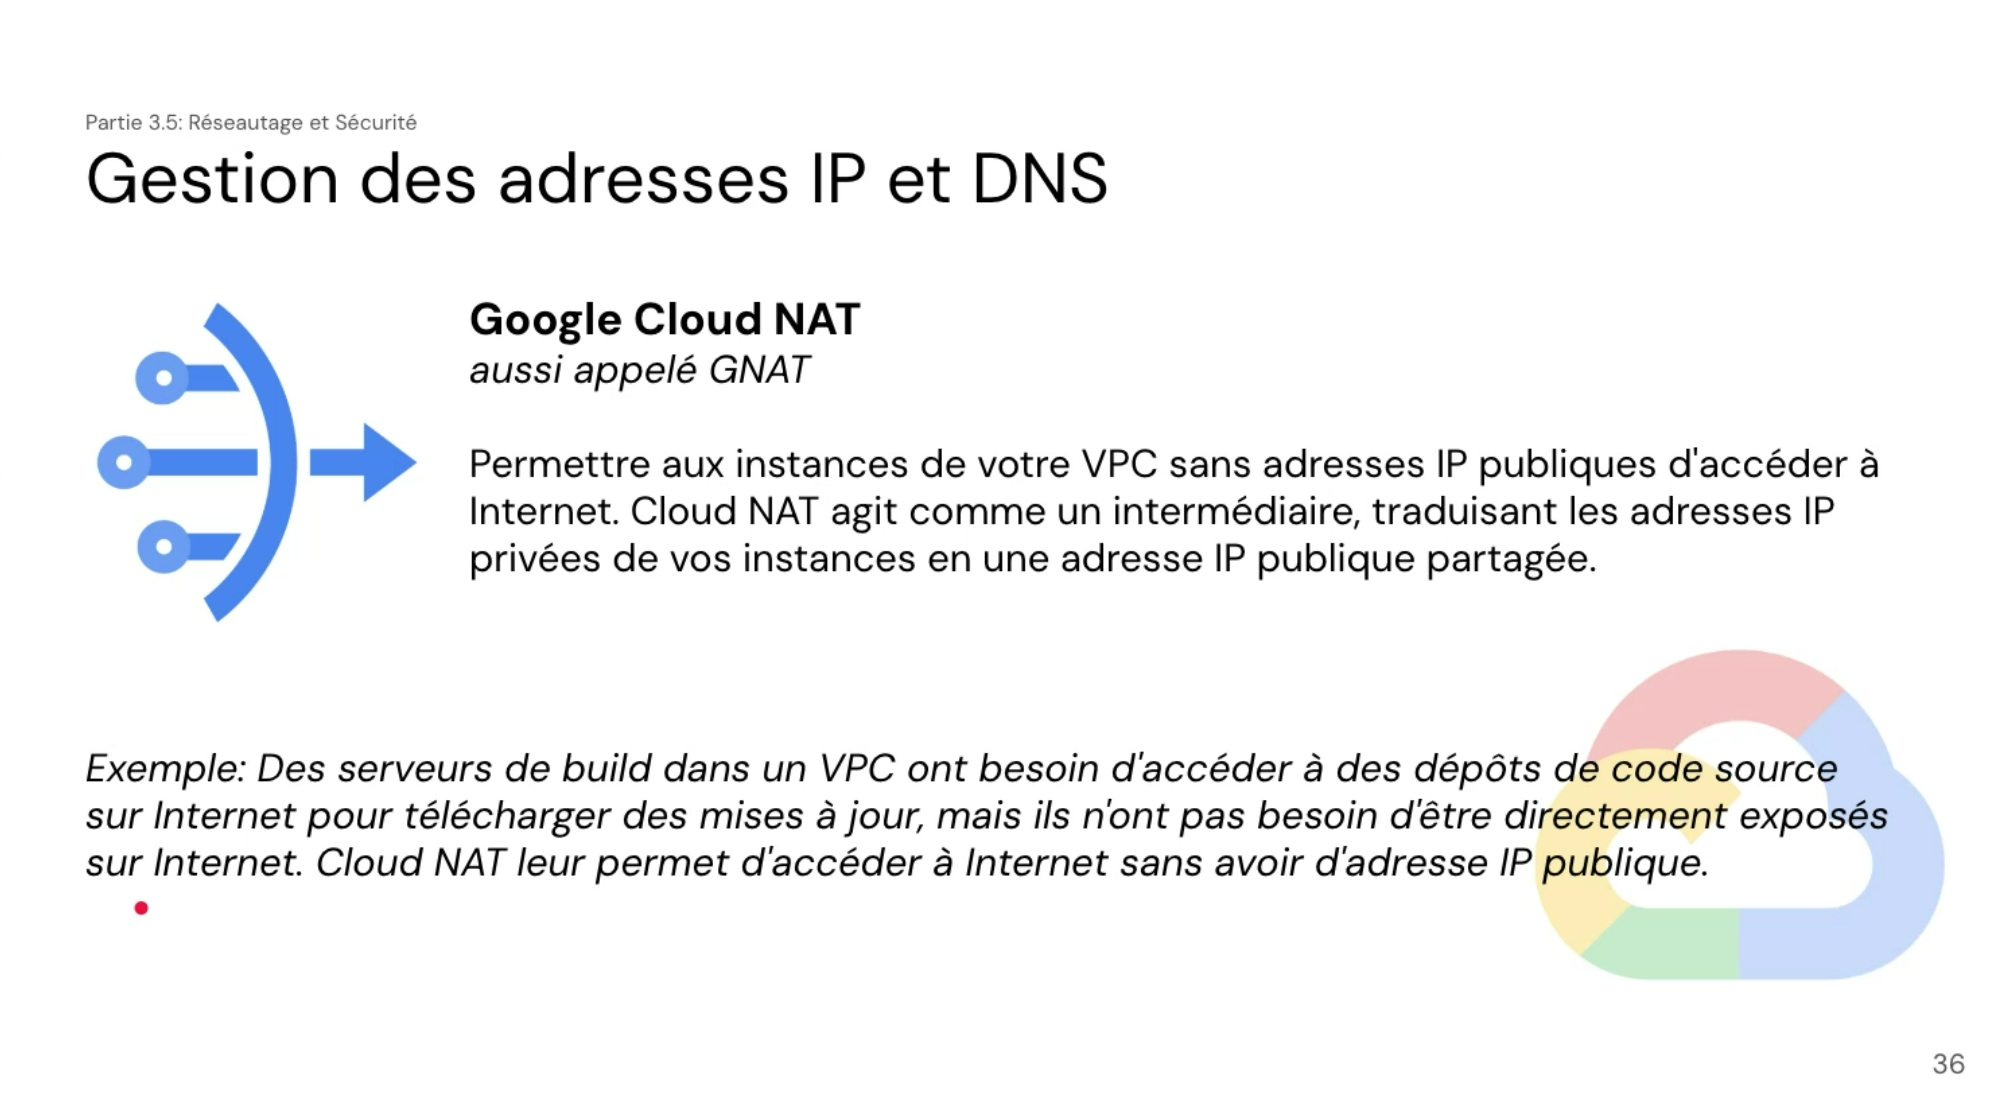 Partie 3.5: Réseautage et Sécurité
Gestion des adresses IP et DNS
Google Cloud NAT
aussi appelé GNAT
Permettre aux instances de votre VPC sans adresses IP publiques d'accéder à
Internet. Cloud NAT agit comme un intermédiaire, traduisant les adresses IP
privées de vos instances en une adresse IP publique partagée.
Exemple: Des serveurs de build dans un VPC ont besoin d'accéder à des dépôts de code source
sur Internet pour télécharger des mises à jour, mais ils n'ont pas besoin d'être directement exposés
sur Internet. Cloud NAT leur permet d'accéder à Internet sans avoir d'adresse IP publique.
36